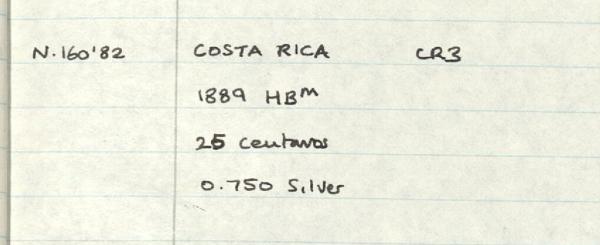 N.160'82 COSTA RICA CR3
1889 HBM
25 Centavos
0.750 Silver